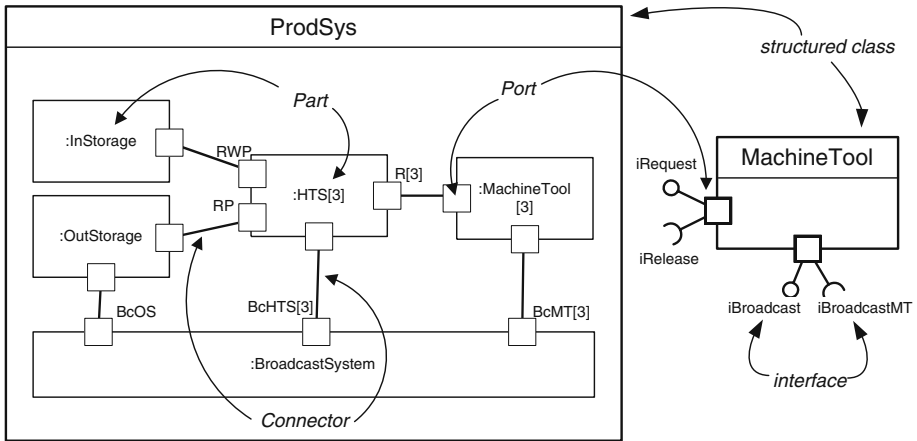 ProdSys
structured class
Part
Port
:InStorage
RWP
iRequest
MachineTool
R[3]
:HTS[3]
:MachineTool
[3]
RP
:OutStorage
iRelease
BcOS
BcHTS[3]
BcMT[3]
iBroadcast
iBroadcastMT
:BroadcastSystem
interface
Connector